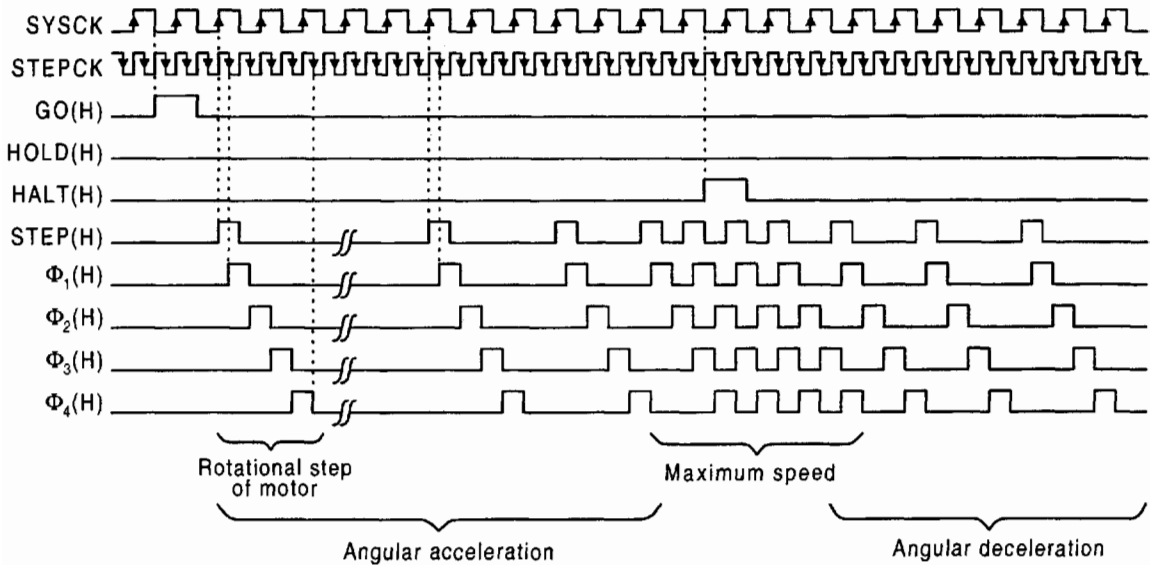 SYSCK
STEPCK
GO(H)
HOLD(H)
HALT(H)
STEP(H)
Φ₁(H)
Φ₂(H)
Φ₃(H)
Φ₄(H)
Rotational step
of motor
Maximum speed
Angular acceleration
Angular deceleration